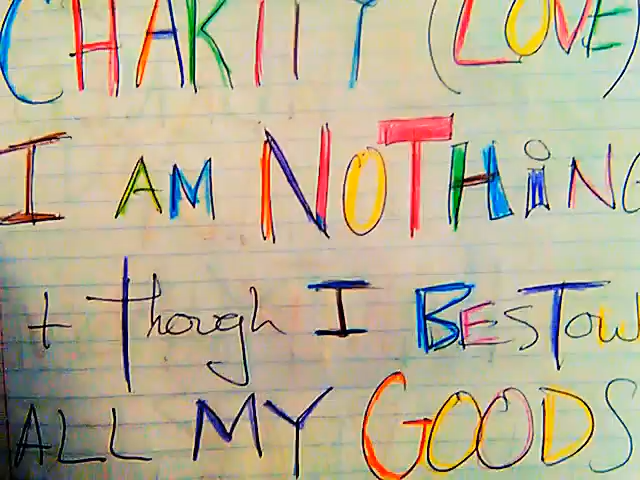 CHARITY (LOVE)
I AM NOTHiNG
+ though I BESTOW
ALL MY GOODS